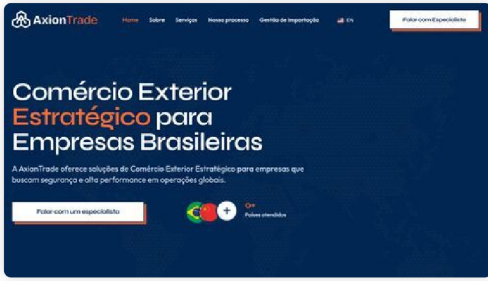 AxionTrade
Home Sobre Serviços Nosso processo Gestão de Importação EN
Falar com Especialista
Comércio Exterior
Estratégico para
Empresas Brasileiras
A AxionTrade oferece soluções de Comércio Exterior Estratégico para empresas que
buscam segurança e alta performance em operações globais.
Falar com um especialista
+
0+
Países atendidos